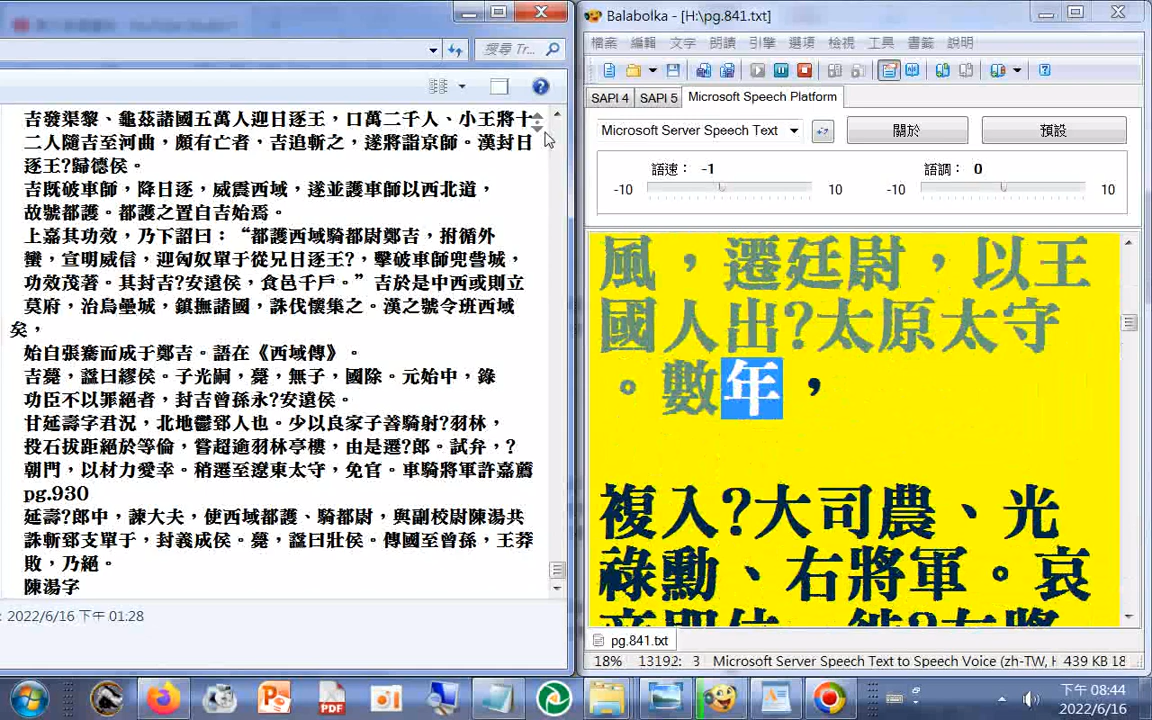 搜尋 Tr...
吉發渠黎、龜茲諸國五萬人迎日逐王，口萬二千人、小王將十
二人隨吉至河曲，頗有亡者，吉追斬之，遂將詣京師。漢封日
逐王?歸德侯。
吉既破車師，降日逐，威震西域，遂並護車師以西北道，
故號都護。都護之置自吉始焉。
上嘉其功效，乃下詔曰：“都護西域騎都尉鄭吉，拊循外
蠻，宣明威信，迎匈奴單于從兄日逐王?，擊破車師兜訾城，
功效茂著。其封吉?安遠侯，食邑千戶。”吉於是中西或則立
莫府，治烏壘城，鎮撫諸國，誅伐懷集之。漢之號令班西域
矣，
始自張騫而成于鄭吉。語在《西域傳》。
吉薨，謚曰繆侯。子光嗣，薨，無子，國除。元始中，錄
功臣不以罪絕者，封吉曾孫永?安遠侯。
甘延壽字君況，北地鬱郅人也。少以良家子善騎射?羽林，
投石拔距絕於等倫，嘗超逾羽林亭樓，由是遷?郎。試弁，?
朝門，以材力愛幸。稍遷至遼東太守，免官。車騎將軍許嘉薦
pg.930
延壽?郎中，諫大夫，使西域都護、騎都尉，與副校尉陳湯共
誅斬郅支單于，封義成侯。薨，謚曰壯侯。傳國至曾孫，王莽
敗，乃絕。
陳湯字
2022/6/16 下午 01:28
Balabolka - [H:\pg.841.txt]
檔案 編輯 文字 朗讀 引擎 選項 檢視 工具 書籤 說明
SAPI 4 SAPI 5 Microsoft Speech Platform
Microsoft Server Speech Text 關於 預設
語速： -1 語調： 0
-10 10 -10 10
風，遷廷尉，以王
國人出?太原太守
。數年，
複入?大司農、光
祿勳、右將軍。哀
pg.841.txt
18% 13192: 3 Microsoft Server Speech Text to Speech Voice (zh-TW, H 439 KB 18
下午 08:44
2022/6/16